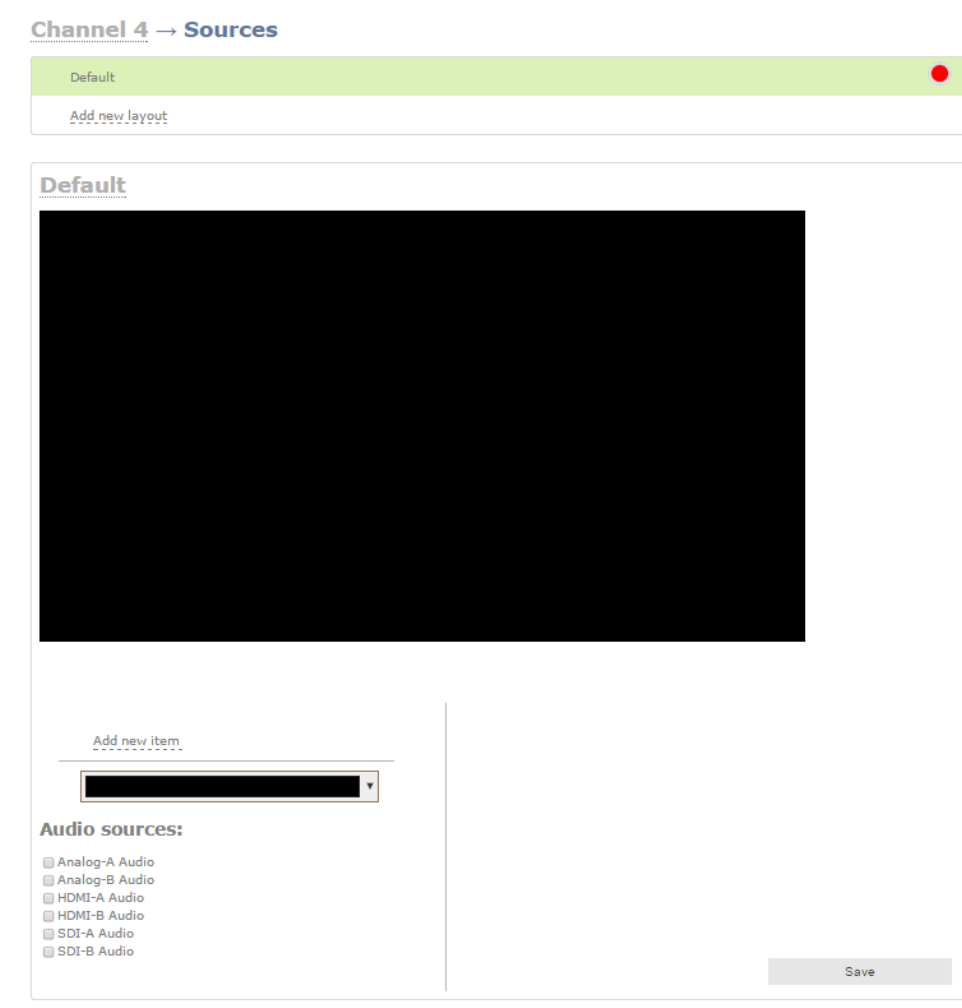 Channel 4 → Sources
Default
Add new layout
Default
Add new item
Audio sources:
Analog-A Audio
Analog-B Audio
HDMI-A Audio
HDMI-B Audio
SDI-A Audio
SDI-B Audio
Save